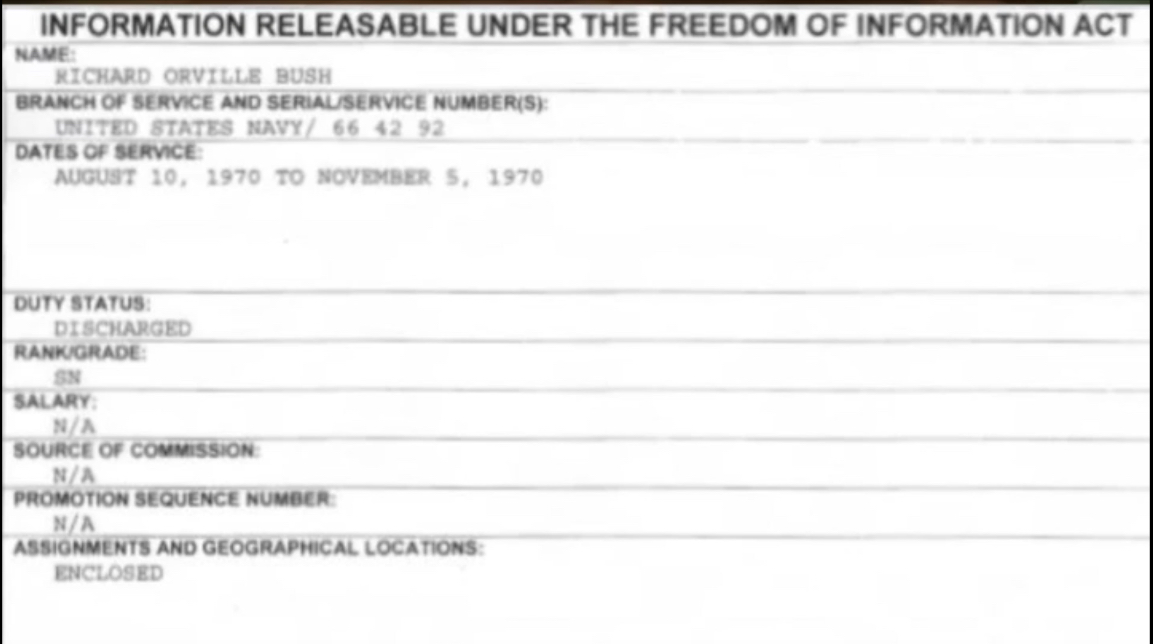 INFORMATION RELEASABLE UNDER THE FREEDOM OF INFORMATION ACT
NAME:
RICHARD ORVILLE BUSH
BRANCH OF SERVICE AND SERIAL/SERVICE NUMBER(S):
UNITED STATES NAVY/ 66 42 92
DATES OF SERVICE:
AUGUST 10, 1970 TO NOVEMBER 5, 1970
DUTY STATUS:
DISCHARGED
RANK/GRADE:
SN
SALARY:
N/A
SOURCE OF COMMISSION:
N/A
PROMOTION SEQUENCE NUMBER:
N/A
ASSIGNMENTS AND GEOGRAPHICAL LOCATIONS:
ENCLOSED